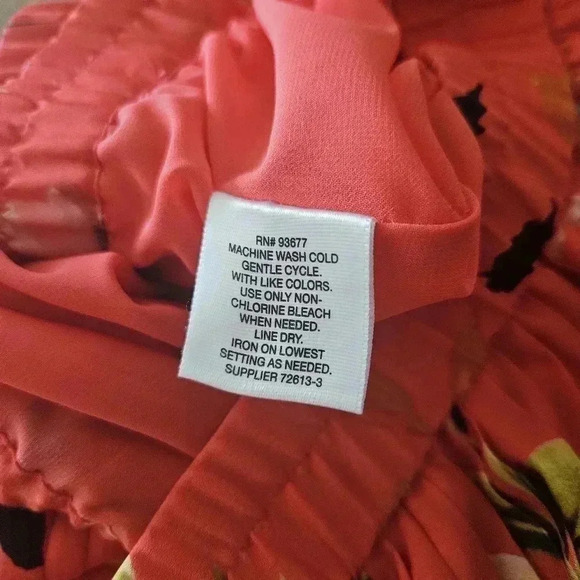 RN# 93677
MACHINE WASH COLD
GENTLE CYCLE.
WITH LIKE COLORS.
USE ONLY NON-
CHLORINE BLEACH
WHEN NEEDED.
LINE DRY.
IRON ON LOWEST
SETTING AS NEEDED.
SUPPLIER 72613-3